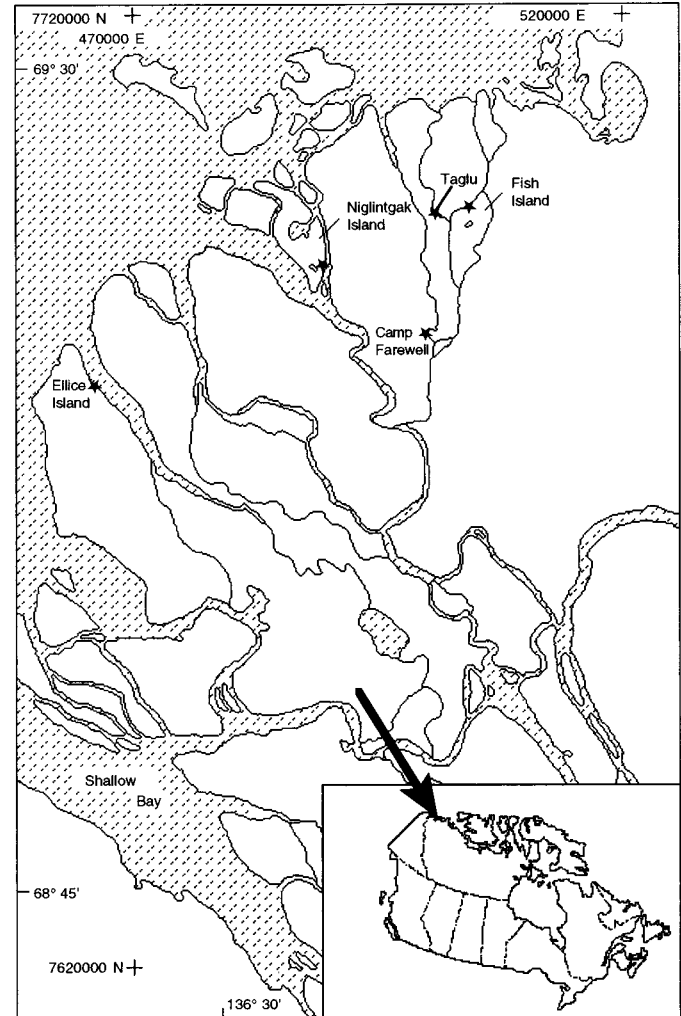 7720000 N
520000 E
470000 E
69° 30'
Taglu
Fish
Island
Niglintgak
Island
Camp
Farewell
Ellice
Island
Shallow
Bay
68° 45'
7620000 N
136° 30'